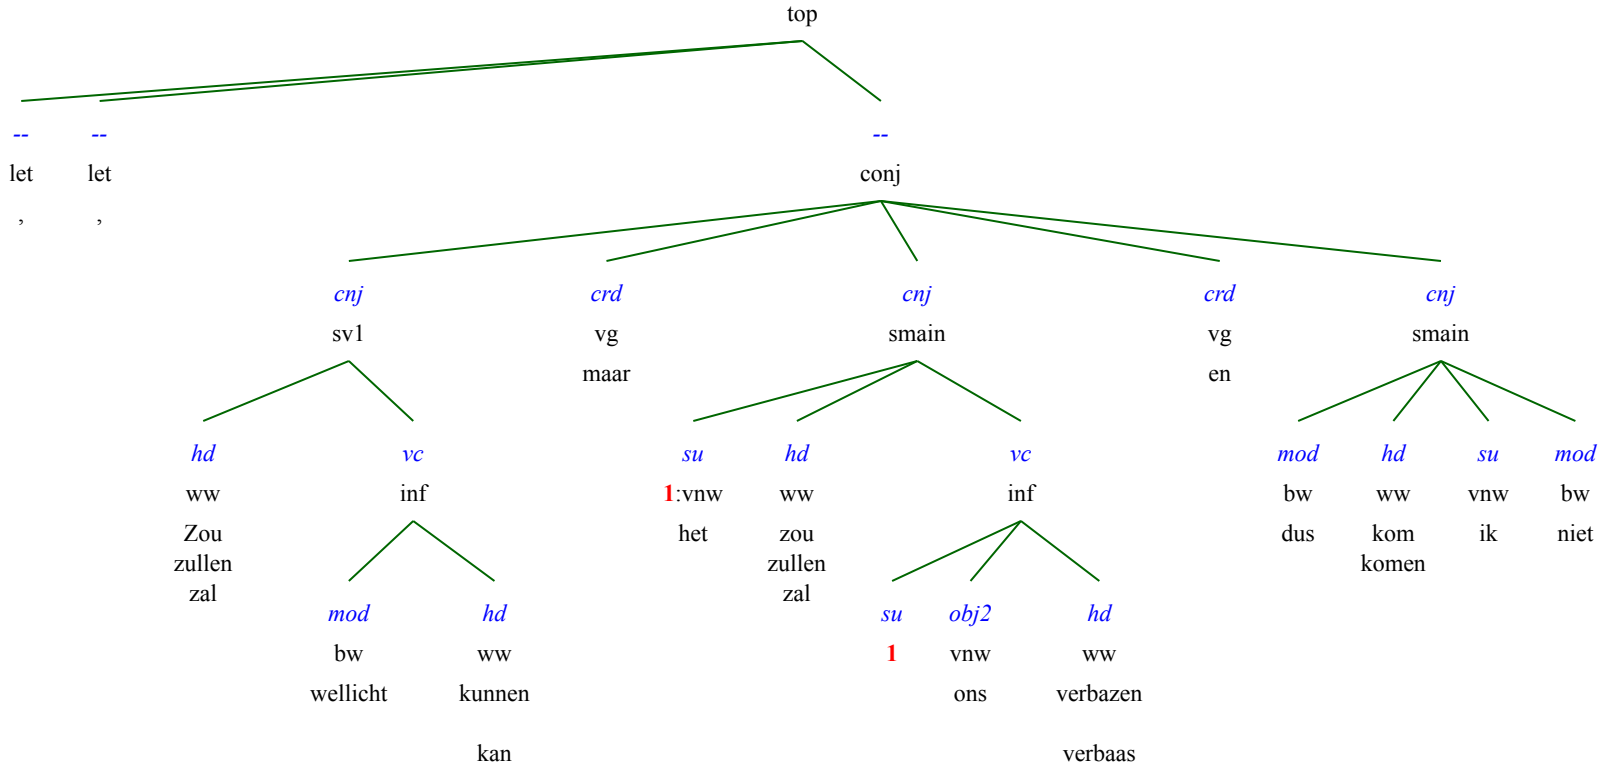 top
-- -- --
let let conj
, ,
cnj crd cnj crd cnj
sv1 vg smain vg smain
maar en
hd vc su hd vc mod hd su mod
ww inf 1:vnw ww inf bw ww vnw bw
Zou het zou dus kom ik niet
zullen zullen komen
zal zal
mod hd su obj2 hd
bw ww 1 vnw ww
wellicht kunnen ons verbazen
kan verbaas